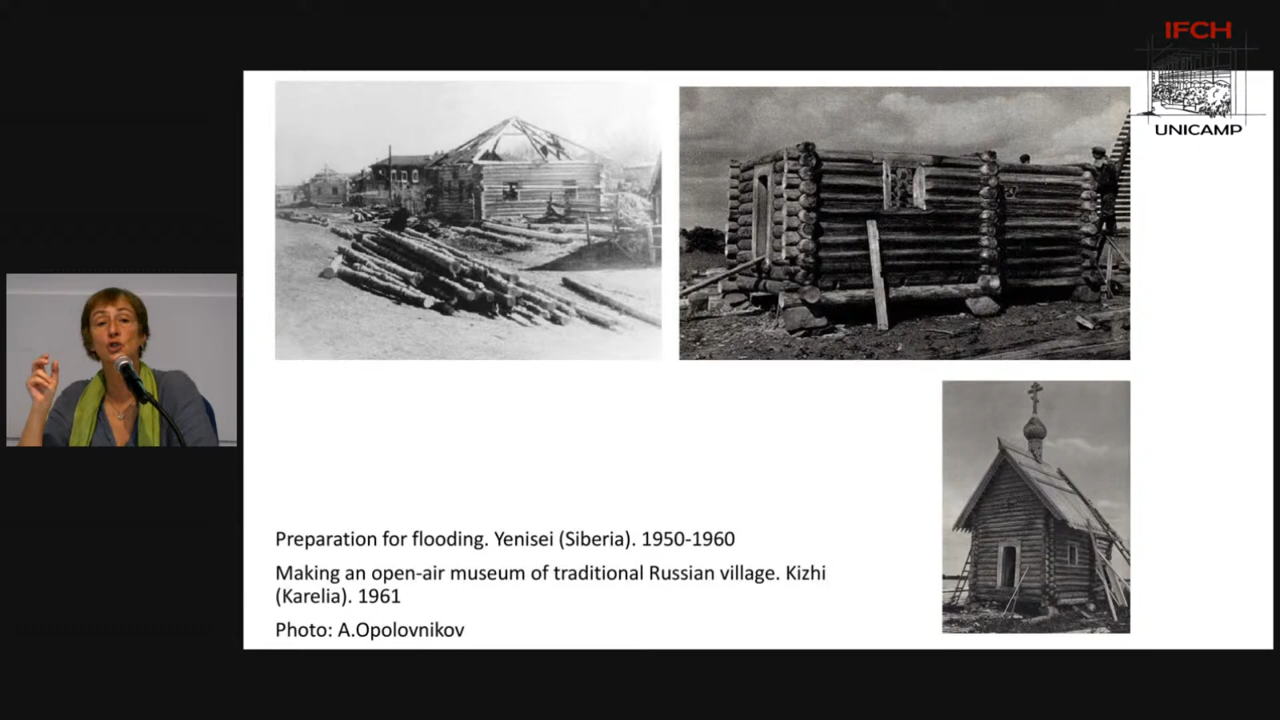 IFCH
UNICAMP
Preparation for flooding. Yenisei (Siberia). 1950-1960
Making an open-air museum of traditional Russian village. Kizhi
(Karelia). 1961
Photo: A.Opolovnikov